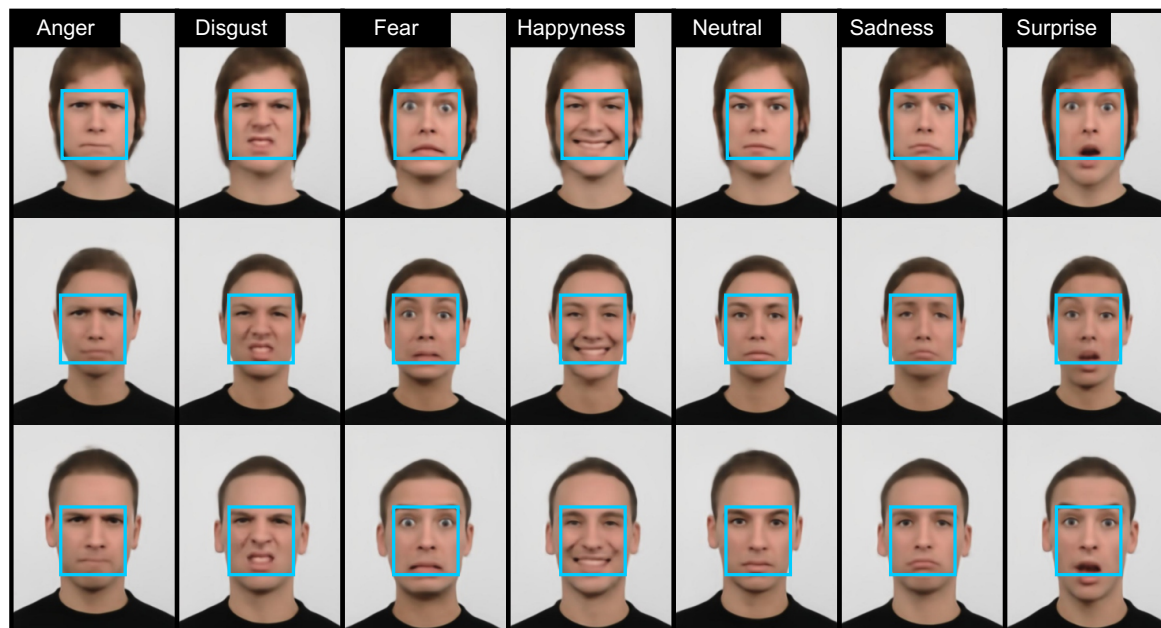 Anger
Disgust
Fear
Happyness
Neutral
Sadness
Surprise